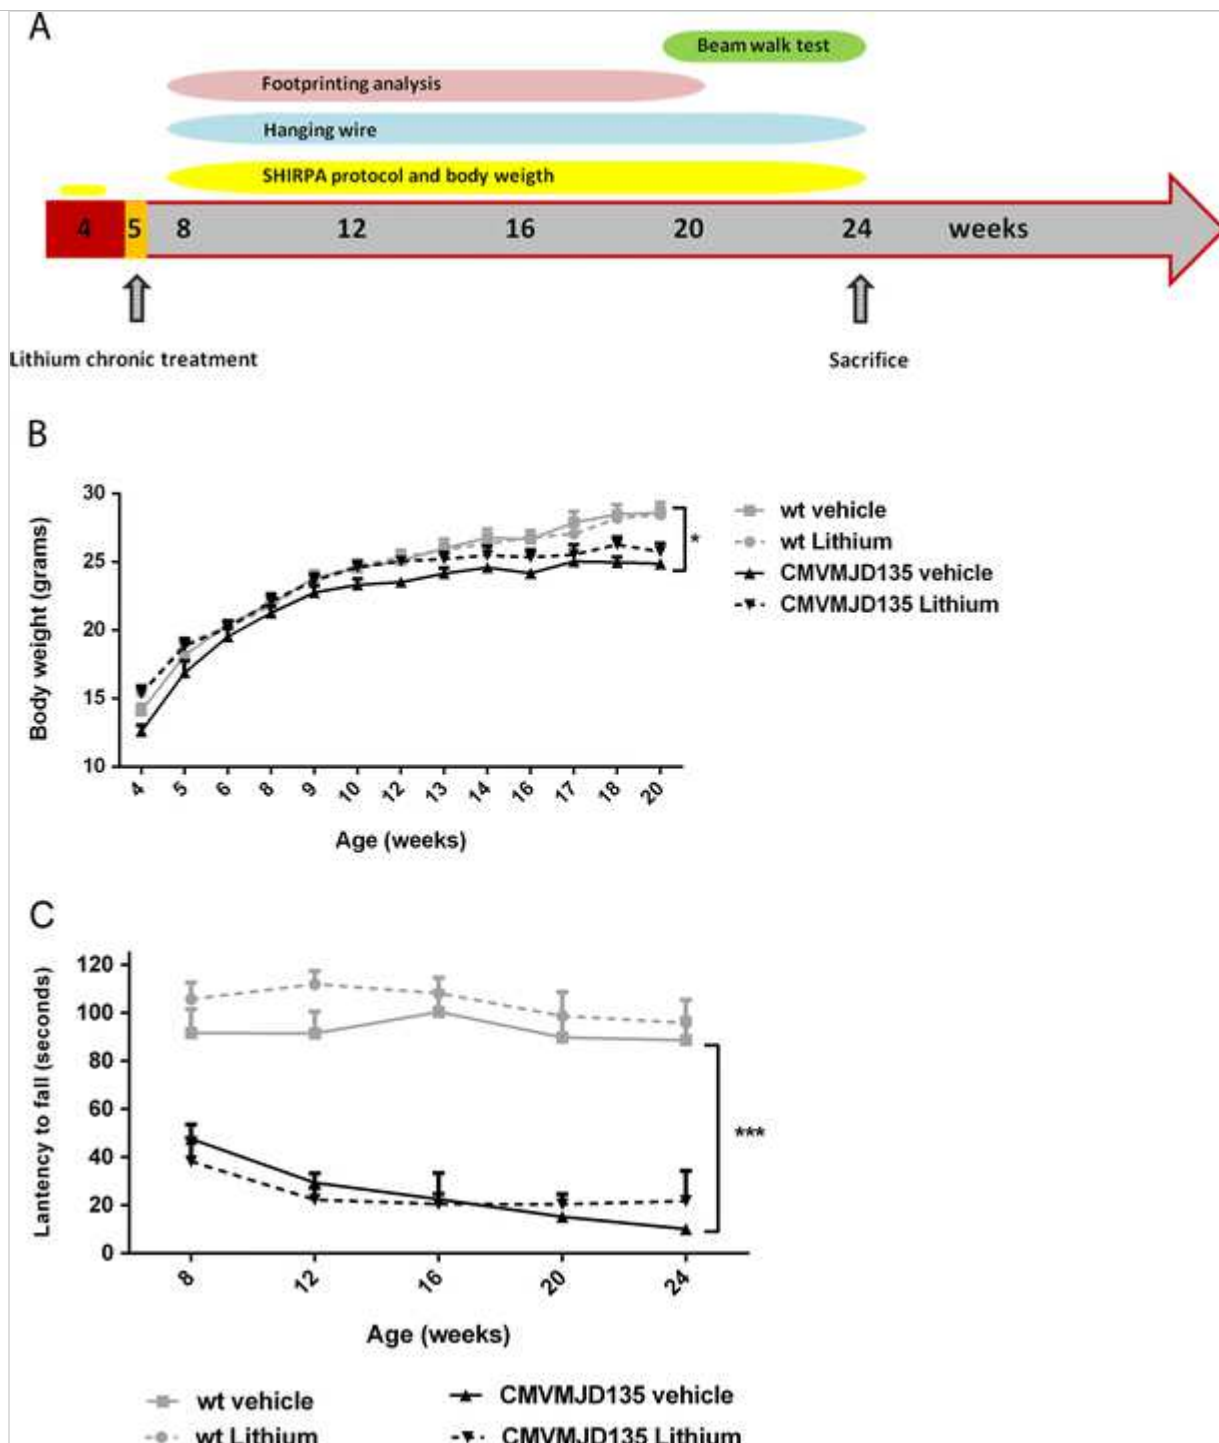 A
Beam walk test
Footprinting analysis
Hanging wire
SHIRPA protocol and body weigth
4 5 8 12 16 20 24 weeks
Lithium chronic treatment
Sacrifice
B
30
25
20
15
10
Body weight (grams)
*
wt vehicle
wt Lithium
CMVMJD135 vehicle
CMVMJD135 Lithium
4 5 6 8 9 10 12 13 14 16 17 18 20
Age (weeks)
C
120
100
80
60
40
20
0
Lantency to fall (seconds)
***
8 12 16 20 24
Age (weeks)
wt vehicle
CMVMJD135 vehicle
wt Lithium
CMVMJD135 Lithium